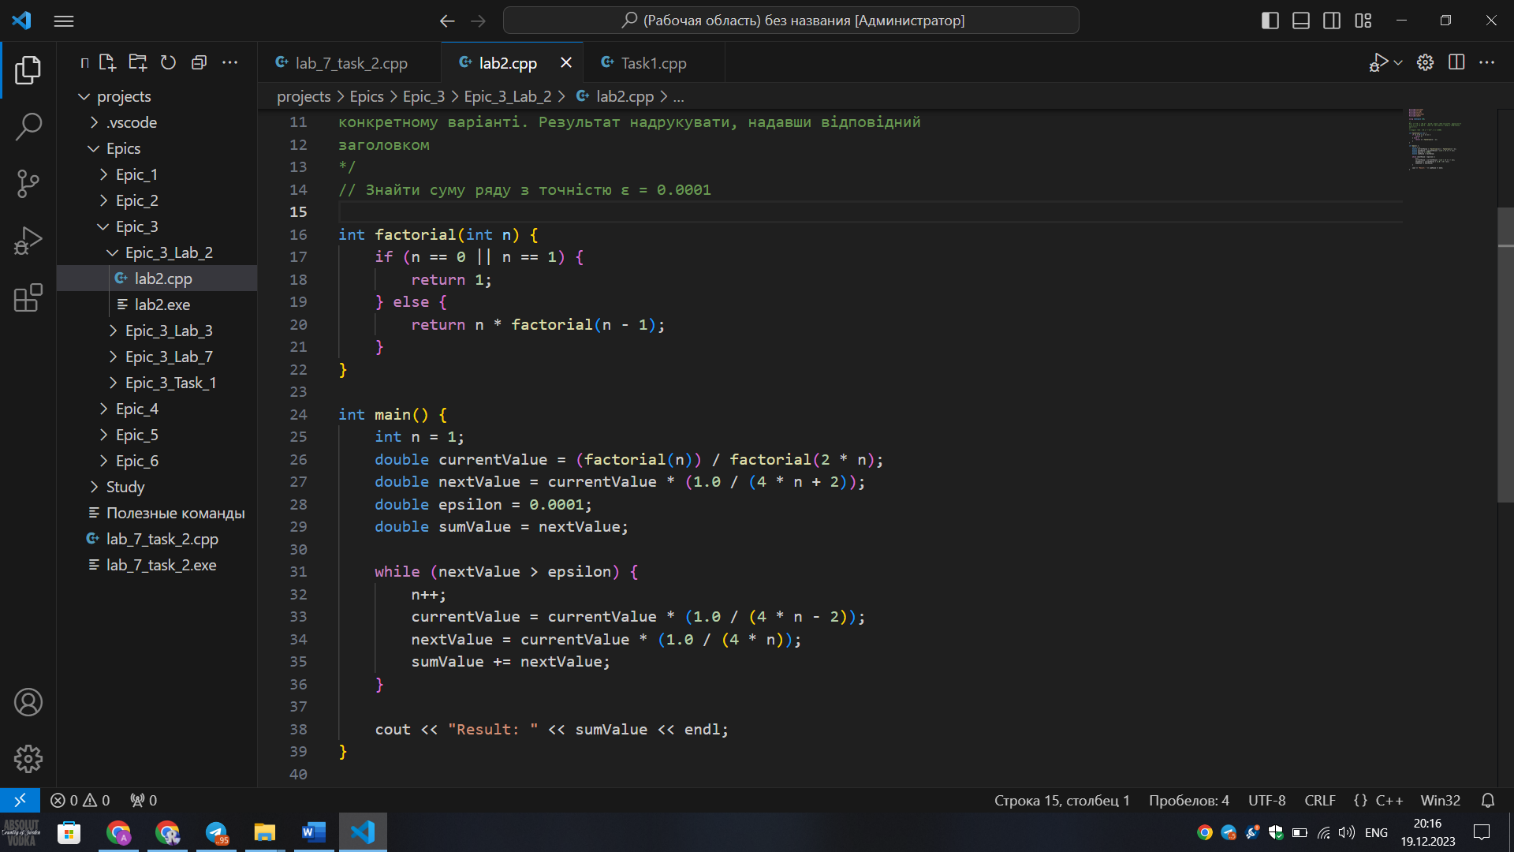 (Рабочая область) без названия [Администратор]
П
lab_7_task_2.cpp
lab2.cpp
Task1.cpp
projects
.vscode
Epics
Epic_1
Epic_2
Epic_3
Epic_3_Lab_2
lab2.cpp
lab2.exe
Epic_3_Lab_3
Epic_3_Lab_7
Epic_3_Task_1
Epic_4
Epic_5
Epic_6
Study
Полезные команды
lab_7_task_2.cpp
lab_7_task_2.exe
projects > Epics > Epic_3 > Epic_3_Lab_2 > lab2.cpp > ...
11 конкретному варіанті. Результат надрукувати, надавши відповідний
12 заголовком
13 */
14 // Знайти суму ряду з точністю ε = 0.0001
15
16 int factorial(int n) {
17 if (n == 0 || n == 1) {
18 return 1;
19 } else {
20 return n * factorial(n - 1);
21 }
22 }
23
24 int main() {
25 int n = 1;
26 double currentValue = (factorial(n)) / factorial(2 * n);
27 double nextValue = currentValue * (1.0 / (4 * n + 2));
28 double epsilon = 0.0001;
29 double sumValue = nextValue;
30
31 while (nextValue > epsilon) {
32 n++;
33 currentValue = currentValue * (1.0 / (4 * n - 2));
34 nextValue = currentValue * (1.0 / (4 * n));
35 sumValue += nextValue;
36 }
37
38 cout << "Result: " << sumValue << endl;
39 }
40
0 0 0
Строка 15, столбец 1 Пробелов: 4 UTF-8 CRLF {} C++ Win32
ABSOLUT
Country of Sweden
VODKA
A
95
W
ENG
20:16
19.12.2023